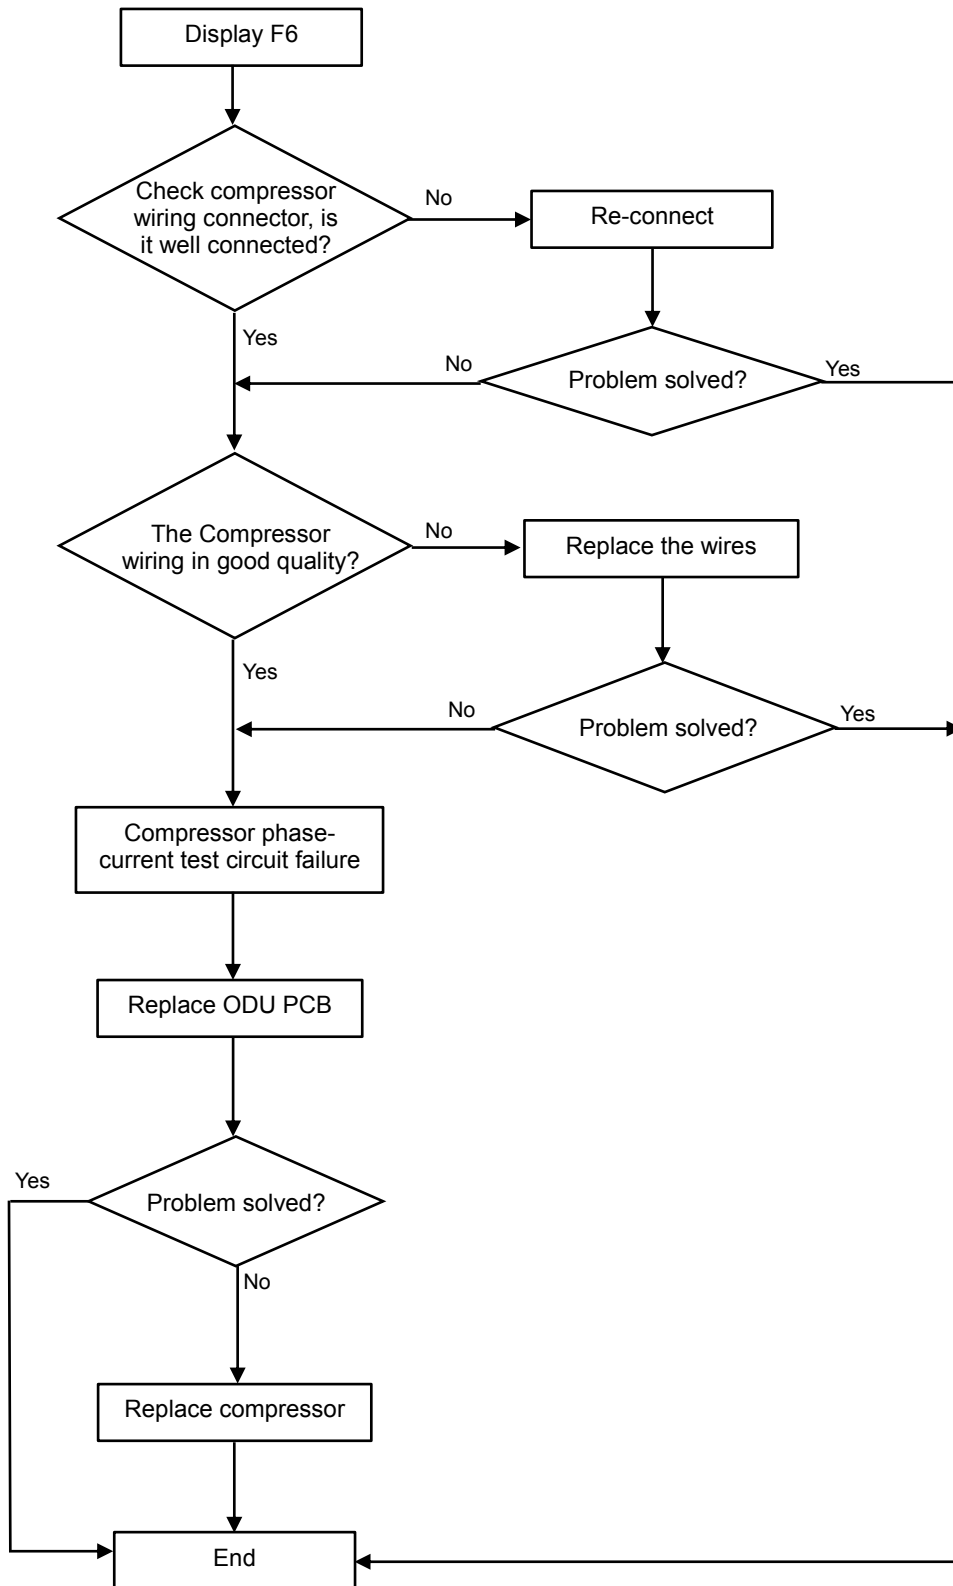 Display F6
Check compressor
wiring connector, is
it well connected?
No
Re-connect
Yes
No
Problem solved?
Yes
The Compressor
wiring in good quality?
No
Replace the wires
Yes
No
Problem solved?
Yes
Compressor phase-
current test circuit failure
Replace ODU PCB
Yes
Problem solved?
No
Replace compressor
End